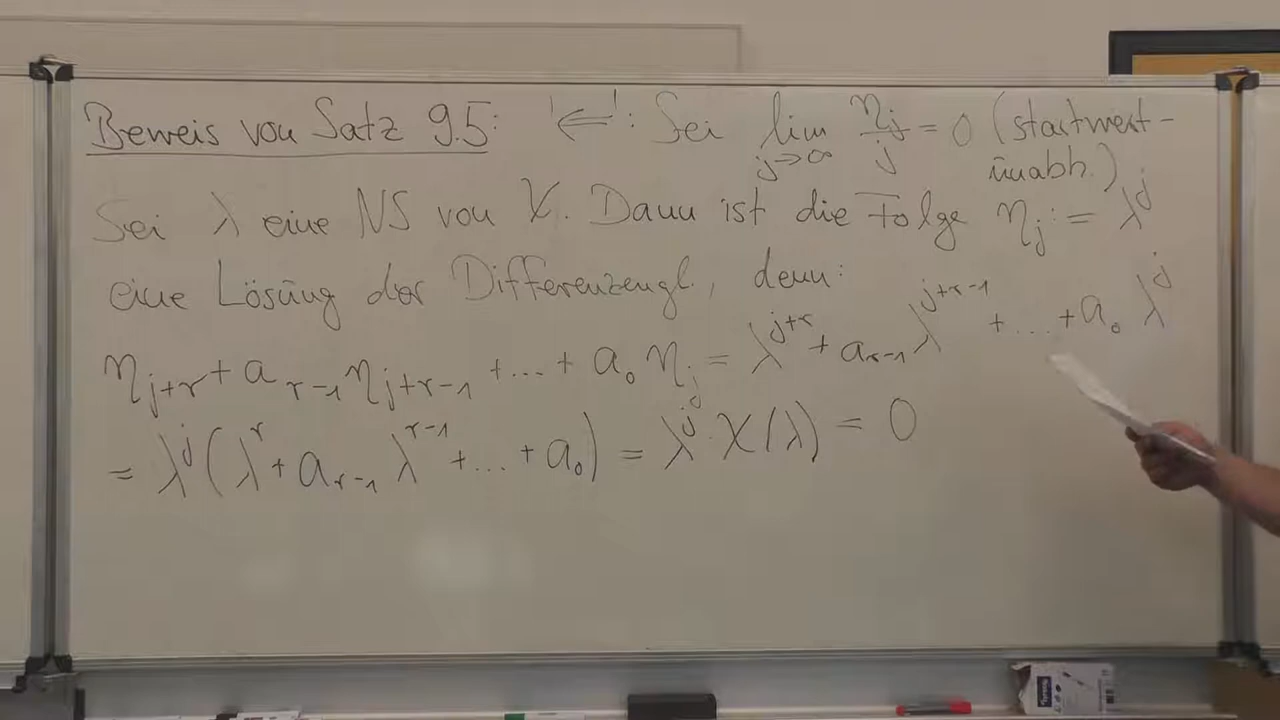 Beweis von Satz 9.5: '⇐': Sei lim_{j→∞} η_j/j = 0 (startwert-
unabh.)
Sei λ eine NS von χ. Dann ist die Folge η_j := λ^j
eine Lösung der Differenzengl., denn:
η_{j+r} + a_{r-1} η_{j+r-1} + ... + a_0 η_j = λ^{j+r} + a_{r-1} λ^{j+r-1} + ... + a_0 λ^j
= λ^j (λ^r + a_{r-1} λ^{r-1} + ... + a_0) = λ^j · χ(λ) = 0